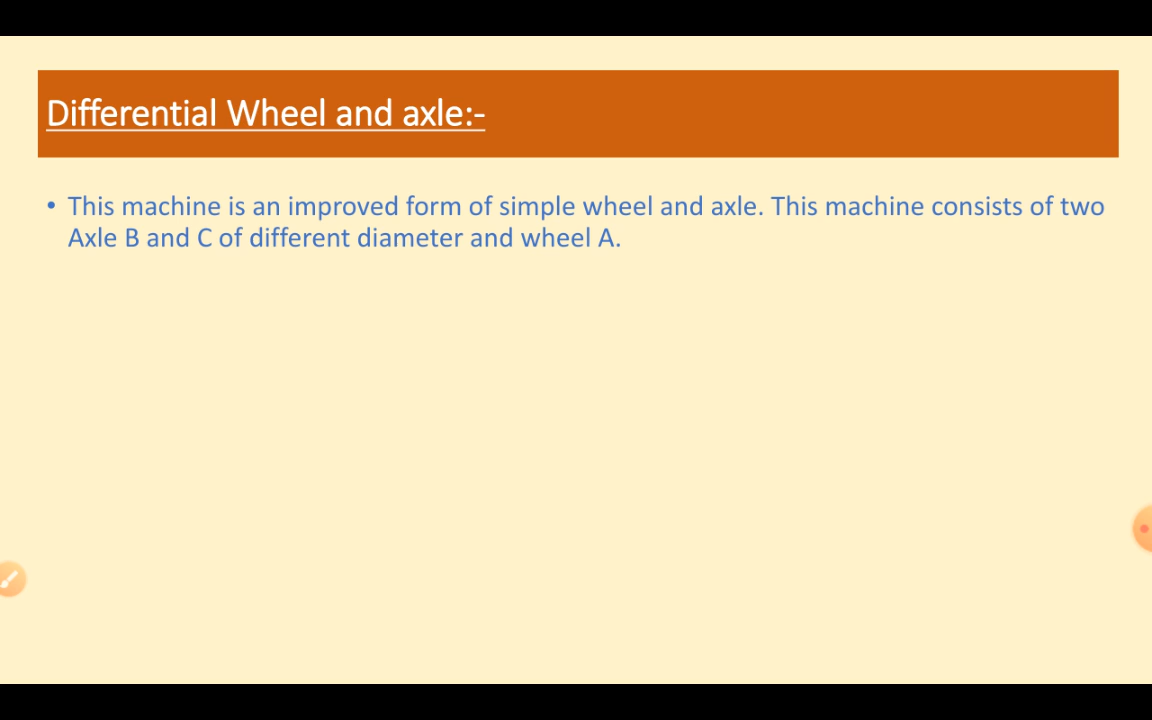 Differential Wheel and axle:-
• This machine is an improved form of simple wheel and axle. This machine consists of two
Axle B and C of different diameter and wheel A.